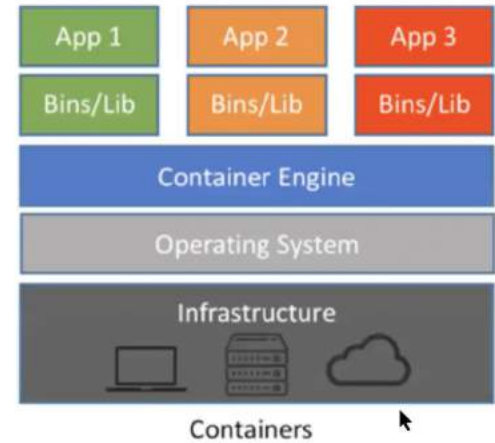 App 1 App 2 App 3
Bins/Lib Bins/Lib Bins/Lib
Container Engine
Operating System
Infrastructure
Containers